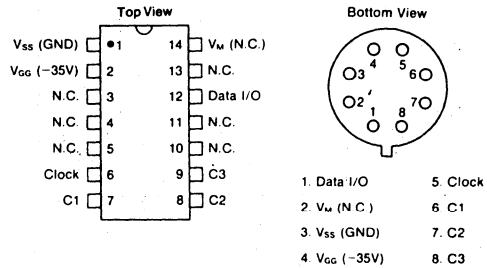 Top View
Bottom View
VSS (GND) 1 14 VM (N.C.)
VGG (−35V) 2 13 N.C.
N.C. 3 12 Data I/O
N.C. 4 11 N.C.
N.C. 5 10 N.C.
Clock 6 9 C3
C1 7 8 C2
4 5
3 6
2 7
1 8
1. Data I/O
2. VM (N.C.)
3. VSS (GND)
4. VGG (−35V)
5. Clock
6. C1
7. C2
8. C3